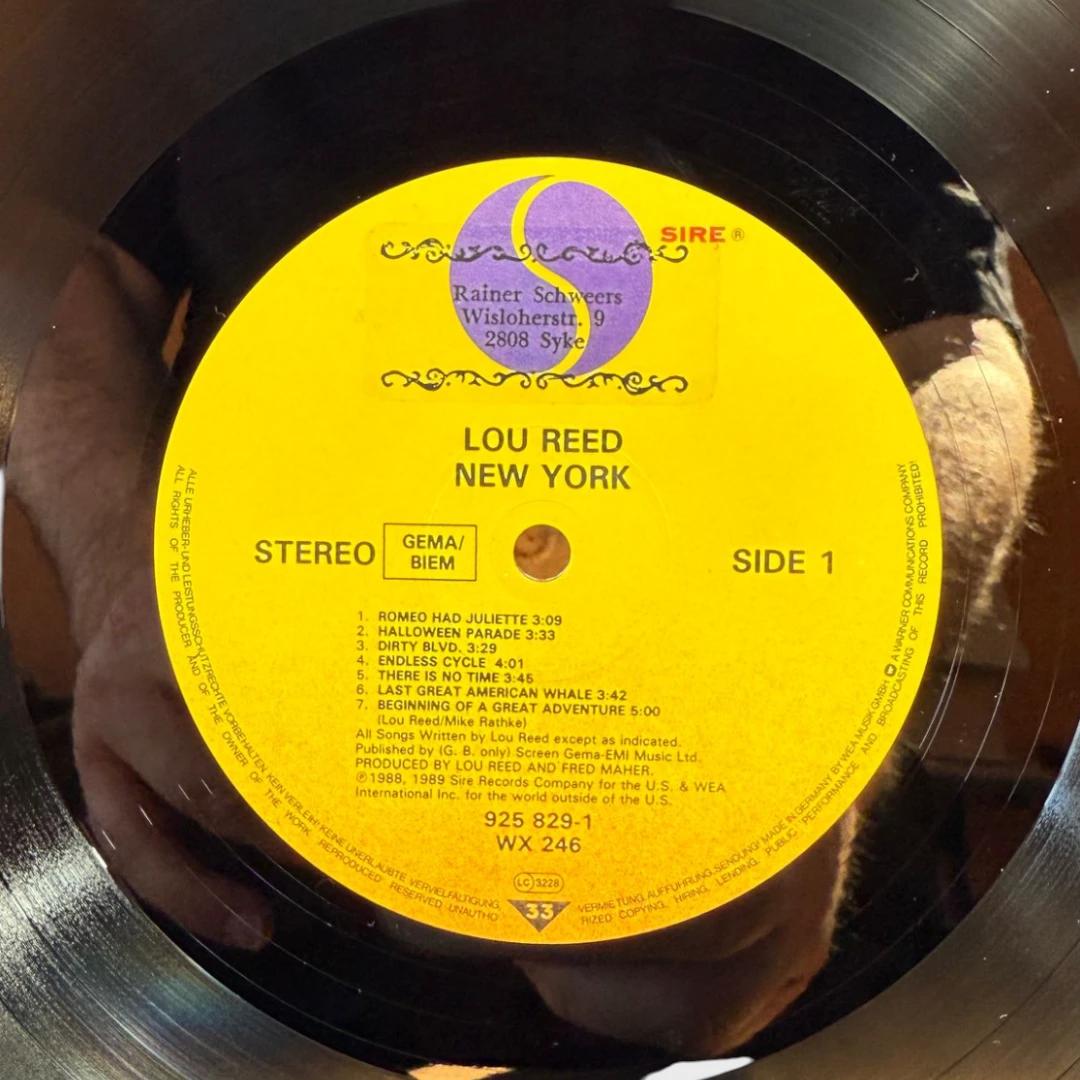 SIRE ®
Rainer Schweers
Wisloherstr. 9
2808 Syke
LOU REED
NEW YORK
STEREO
GEMA/
BIEM
SIDE 1
1. ROMEO HAD JULIETTE 3:09
2. HALLOWEEN PARADE 3:33
3. DIRTY BLVD. 3:29
4. ENDLESS CYCLE 4:01
5. THERE IS NO TIME 3:45
6. LAST GREAT AMERICAN WHALE 3:42
7. BEGINNING OF A GREAT ADVENTURE 5:00
(Lou Reed/Mike Rathke)
All Songs Written by Lou Reed except as indicated.
Published by (G. B. only) Screen Gema-EMI Music Ltd.
PRODUCED BY LOU REED AND FRED MAHER.
℗1988, 1989 Sire Records Company for the U.S. & WEA
International Inc. for the world outside of the U.S.
925 829-1
WX 246
LC 3228
33
ALLE URHEBER- UND LEISTUNGSSCHUTZRECHTE VORBEHALTEN. KEIN VERLEIH! KEINE UNERLAUBTE VERVIELFÄLTIGUNG, VERMIETUNG, AUFFÜHRUNG, SENDUNG! MADE IN GERMANY BY WEA MUSIK GMBH A WARNER COMMUNICATIONS COMPANY
ALL RIGHTS OF THE PRODUCER AND OF THE OWNER OF THE WORK REPRODUCED RESERVED UNAUTHO RIZED COPYING, HIRING, LENDING, PUBLIC PERFORMANCE AND BROADCASTING OF THIS RECORD PROHIBITED!